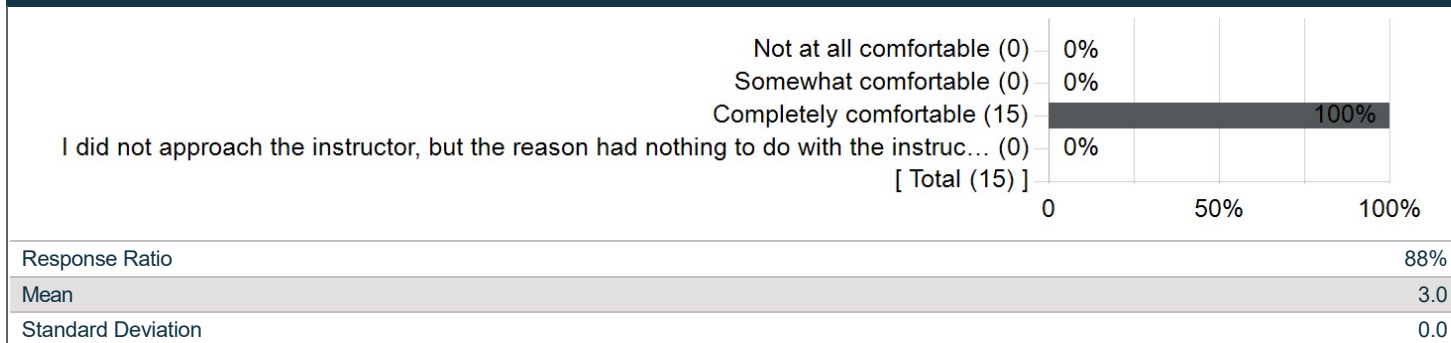 Not at all comfortable (0) 0%
Somewhat comfortable (0) 0%
Completely comfortable (15) 100%
I did not approach the instructor, but the reason had nothing to do with the instruc... (0) 0%
[ Total (15) ]
0 50% 100%
Response Ratio 88%
Mean 3.0
Standard Deviation 0.0